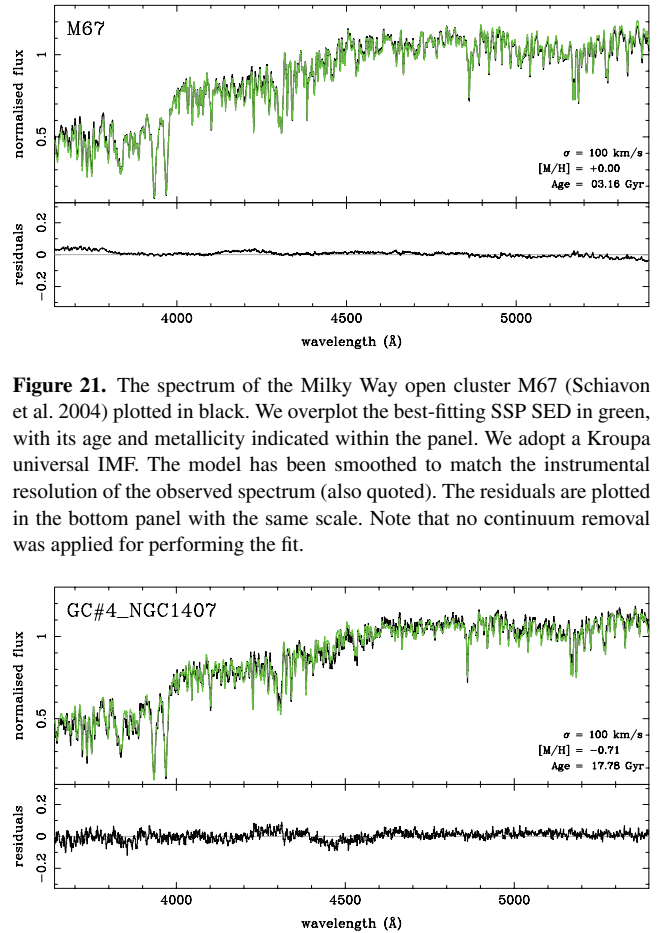 M67
normalised flux
1
0.5
σ = 100 km/s
[M/H] = +0.00
Age = 03.16 Gyr
residuals
0.2
0
−0.2
4000 4500 5000
wavelength (Å)
Figure 21. The spectrum of the Milky Way open cluster M67 (Schiavon
et al. 2004) plotted in black. We overplot the best-fitting SSP SED in green,
with its age and metallicity indicated within the panel. We adopt a Kroupa
universal IMF. The model has been smoothed to match the instrumental
resolution of the observed spectrum (also quoted). The residuals are plotted
in the bottom panel with the same scale. Note that no continuum removal
was applied for performing the fit.
GC#4_NGC1407
normalised flux
1
0.5
σ = 100 km/s
[M/H] = −0.71
Age = 17.78 Gyr
residuals
0.2
0
−0.2
4000 4500 5000
wavelength (Å)